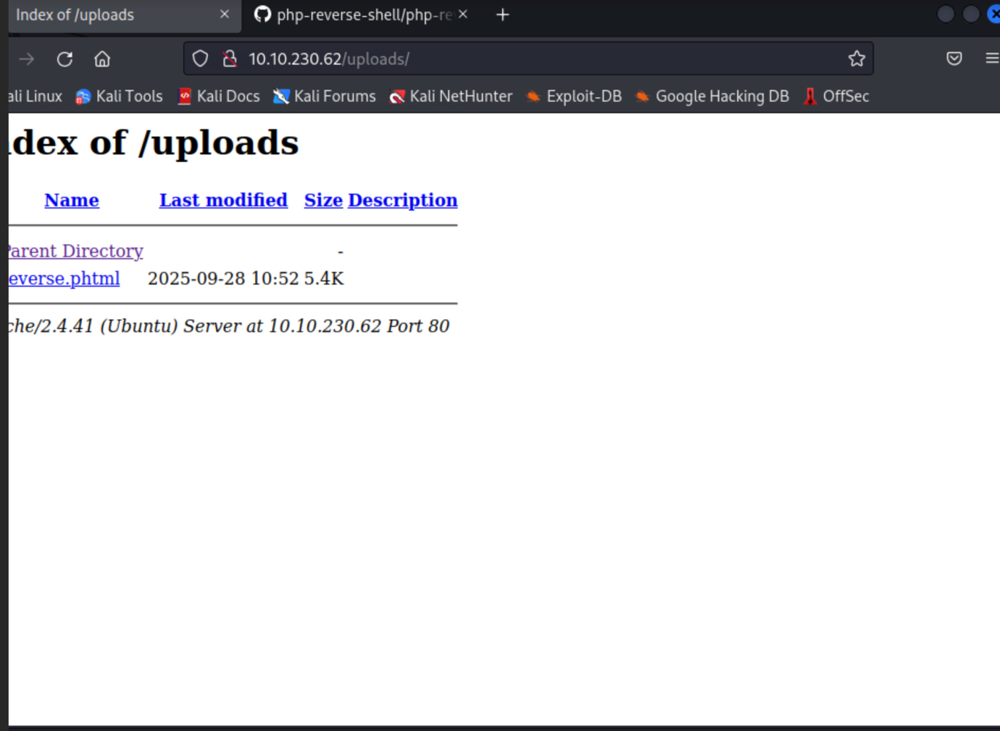 Index of /uploads
php-reverse-shell/php-re
10.10.230.62/uploads/
ali Linux Kali Tools Kali Docs Kali Forums Kali NetHunter Exploit-DB Google Hacking DB OffSec
ndex of /uploads
Name Last modified Size Description
Parent Directory -
everse.phtml 2025-09-28 10:52 5.4K
che/2.4.41 (Ubuntu) Server at 10.10.230.62 Port 80